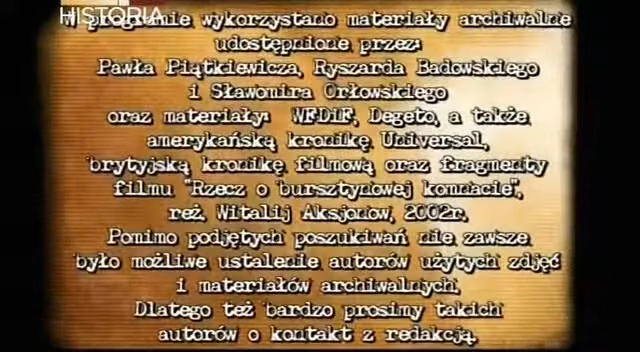 HISTORIA
W programie wykorzystano materiały archiwalne
udostępnione przez:
Pawła Piątkiewicza, Ryszarda Badowskiego
i Sławomira Orłowskiego
oraz materiały: WFDiF, Degeto, a także
amerykańską kronikę Universal,
brytyjską kronikę filmową oraz fragmenty
filmu "Rzecz o bursztynowej komnacie",
reż. Witalij Aksjonow, 2002r.
Pomimo podjętych poszukiwań nie zawsze
było możliwe ustalenie autorów użytych zdjęć
i materiałów archiwalnych.
Dlatego też bardzo prosimy takich
autorów o kontakt z redakcją.